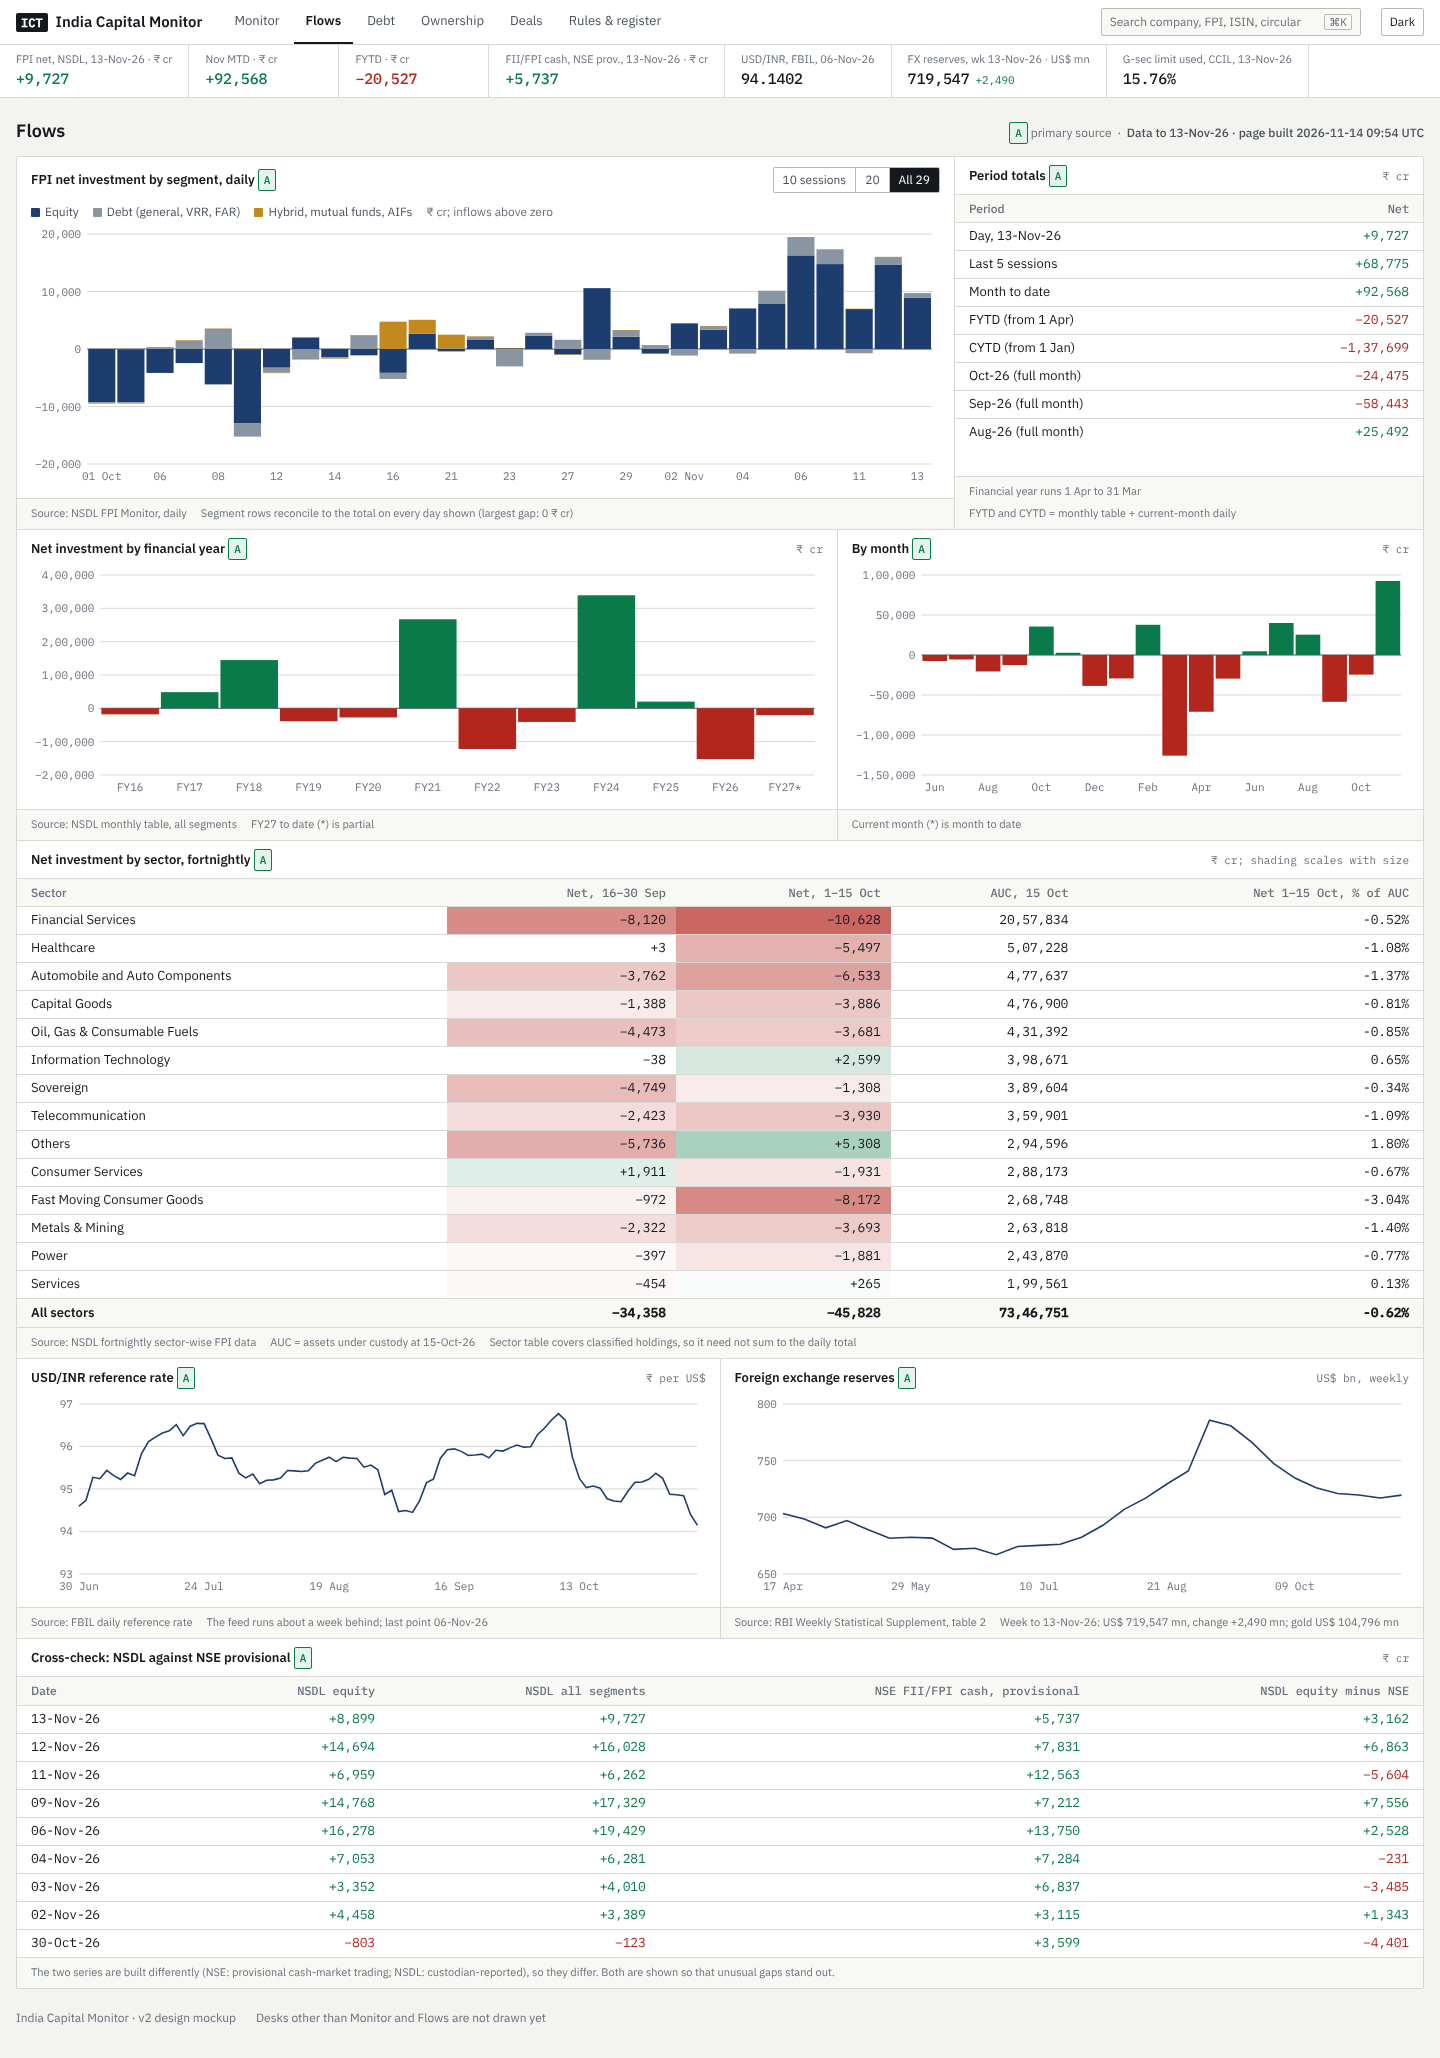 ICT India Capital Monitor Monitor Flows Debt Ownership Deals Rules & register Search company, FPI, ISIN, circular ⌘K Dark
FPI net, NSDL, 13-Nov-26 · ₹ cr
+9,727
Nov MTD · ₹ cr
+92,568
FYTD · ₹ cr
−20,527
FII/FPI cash, NSE prov., 13-Nov-26 · ₹ cr
+5,737
USD/INR, FBIL, 06-Nov-26
94.1402
FX reserves, wk 13-Nov-26 · US$ mn
719,547 +2,490
G-sec limit used, CCIL, 13-Nov-26
15.76%
Flows
A primary source · Data to 13-Nov-26 · page built 2026-11-14 09:54 UTC
FPI net investment by segment, daily A
10 sessions 20 All 29
Equity Debt (general, VRR, FAR) Hybrid, mutual funds, AIFs ₹ cr; inflows above zero
20,000
10,000
0
−10,000
−20,000
01 Oct 06 08 12 14 16 21 23 27 29 02 Nov 04 06 11 13
Source: NSDL FPI Monitor, daily Segment rows reconcile to the total on every day shown (largest gap: 0 ₹ cr)
Period totals A ₹ cr
Period Net
Day, 13-Nov-26 +9,727
Last 5 sessions +68,775
Month to date +92,568
FYTD (from 1 Apr) −20,527
CYTD (from 1 Jan) −1,37,699
Oct-26 (full month) −24,475
Sep-26 (full month) −58,443
Aug-26 (full month) +25,492
Financial year runs 1 Apr to 31 Mar
FYTD and CYTD = monthly table + current-month daily
Net investment by financial year A ₹ cr
4,00,000
3,00,000
2,00,000
1,00,000
0
−1,00,000
−2,00,000
FY16 FY17 FY18 FY19 FY20 FY21 FY22 FY23 FY24 FY25 FY26 FY27*
Source: NSDL monthly table, all segments FY27 to date (*) is partial
By month A ₹ cr
1,00,000
50,000
0
−50,000
−1,00,000
−1,50,000
Jun Aug Oct Dec Feb Apr Jun Aug Oct
Current month (*) is month to date
Net investment by sector, fortnightly A ₹ cr; shading scales with size
Sector Net, 16–30 Sep Net, 1–15 Oct AUC, 15 Oct Net 1–15 Oct, % of AUC
Financial Services −8,120 −10,628 20,57,834 -0.52%
Healthcare +3 −5,497 5,07,228 -1.08%
Automobile and Auto Components −3,762 −6,533 4,77,637 -1.37%
Capital Goods −1,388 −3,886 4,76,900 -0.81%
Oil, Gas & Consumable Fuels −4,473 −3,681 4,31,392 -0.85%
Information Technology −38 +2,599 3,98,671 0.65%
Sovereign −4,749 −1,308 3,89,604 -0.34%
Telecommunication −2,423 −3,930 3,59,901 -1.09%
Others −5,736 +5,308 2,94,596 1.80%
Consumer Services +1,911 −1,931 2,88,173 -0.67%
Fast Moving Consumer Goods −972 −8,172 2,68,748 -3.04%
Metals & Mining −2,322 −3,693 2,63,818 -1.40%
Power −397 −1,881 2,43,870 -0.77%
Services −454 +265 1,99,561 0.13%
All sectors −34,358 −45,828 73,46,751 -0.62%
Source: NSDL fortnightly sector-wise FPI data AUC = assets under custody at 15-Oct-26 Sector table covers classified holdings, so it need not sum to the daily total
USD/INR reference rate A ₹ per US$
97
96
95
94
93
30 Jun 24 Jul 19 Aug 16 Sep 13 Oct
Source: FBIL daily reference rate The feed runs about a week behind; last point 06-Nov-26
Foreign exchange reserves A US$ bn, weekly
800
750
700
650
17 Apr 29 May 10 Jul 21 Aug 09 Oct
Source: RBI Weekly Statistical Supplement, table 2 Week to 13-Nov-26: US$ 719,547 mn, change +2,490 mn; gold US$ 104,796 mn
Cross-check: NSDL against NSE provisional A ₹ cr
Date NSDL equity NSDL all segments NSE FII/FPI cash, provisional NSDL equity minus NSE
13-Nov-26 +8,899 +9,727 +5,737 +3,162
12-Nov-26 +14,694 +16,028 +7,831 +6,863
11-Nov-26 +6,959 +6,262 +12,563 −5,604
09-Nov-26 +14,768 +17,329 +7,212 +7,556
06-Nov-26 +16,278 +19,429 +13,750 +2,528
04-Nov-26 +7,053 +6,281 +7,284 −231
03-Nov-26 +3,352 +4,010 +6,837 −3,485
02-Nov-26 +4,458 +3,389 +3,115 +1,343
30-Oct-26 −803 −123 +3,599 −4,401
The two series are built differently (NSE: provisional cash-market trading; NSDL: custodian-reported), so they differ. Both are shown so that unusual gaps stand out.
India Capital Monitor · v2 design mockup Desks other than Monitor and Flows are not drawn yet